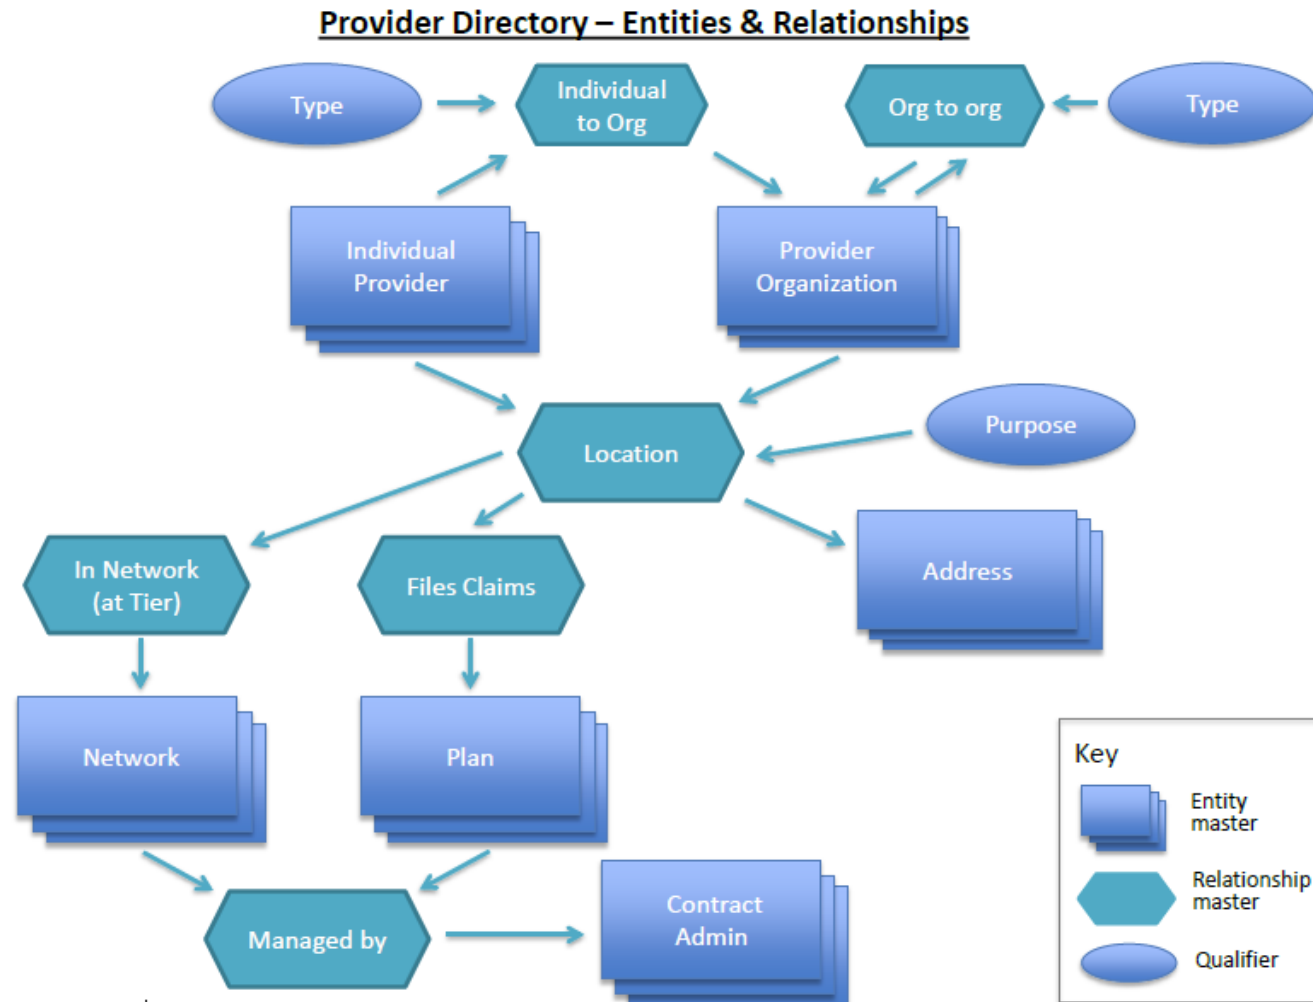 Provider Directory – Entities & Relationships
Type
Individual
to Org
Org to org
Type
Individual
Provider
Provider
Organization
Location
Purpose
In Network
(at Tier)
Files Claims
Address
Network
Plan
Key
Entity
master
Relationship
master
Qualifier
Managed by
Contract
Admin